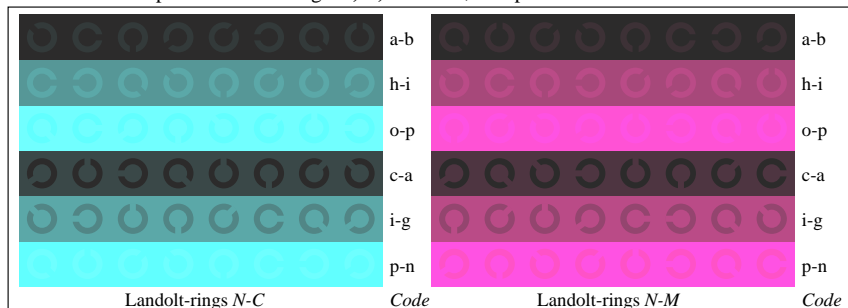 a-b a-b
h-i h-i
o-p o-p
c-a c-a
i-g i-g
p-n p-n
Landolt-rings N-C Code Landolt-rings N-M Code